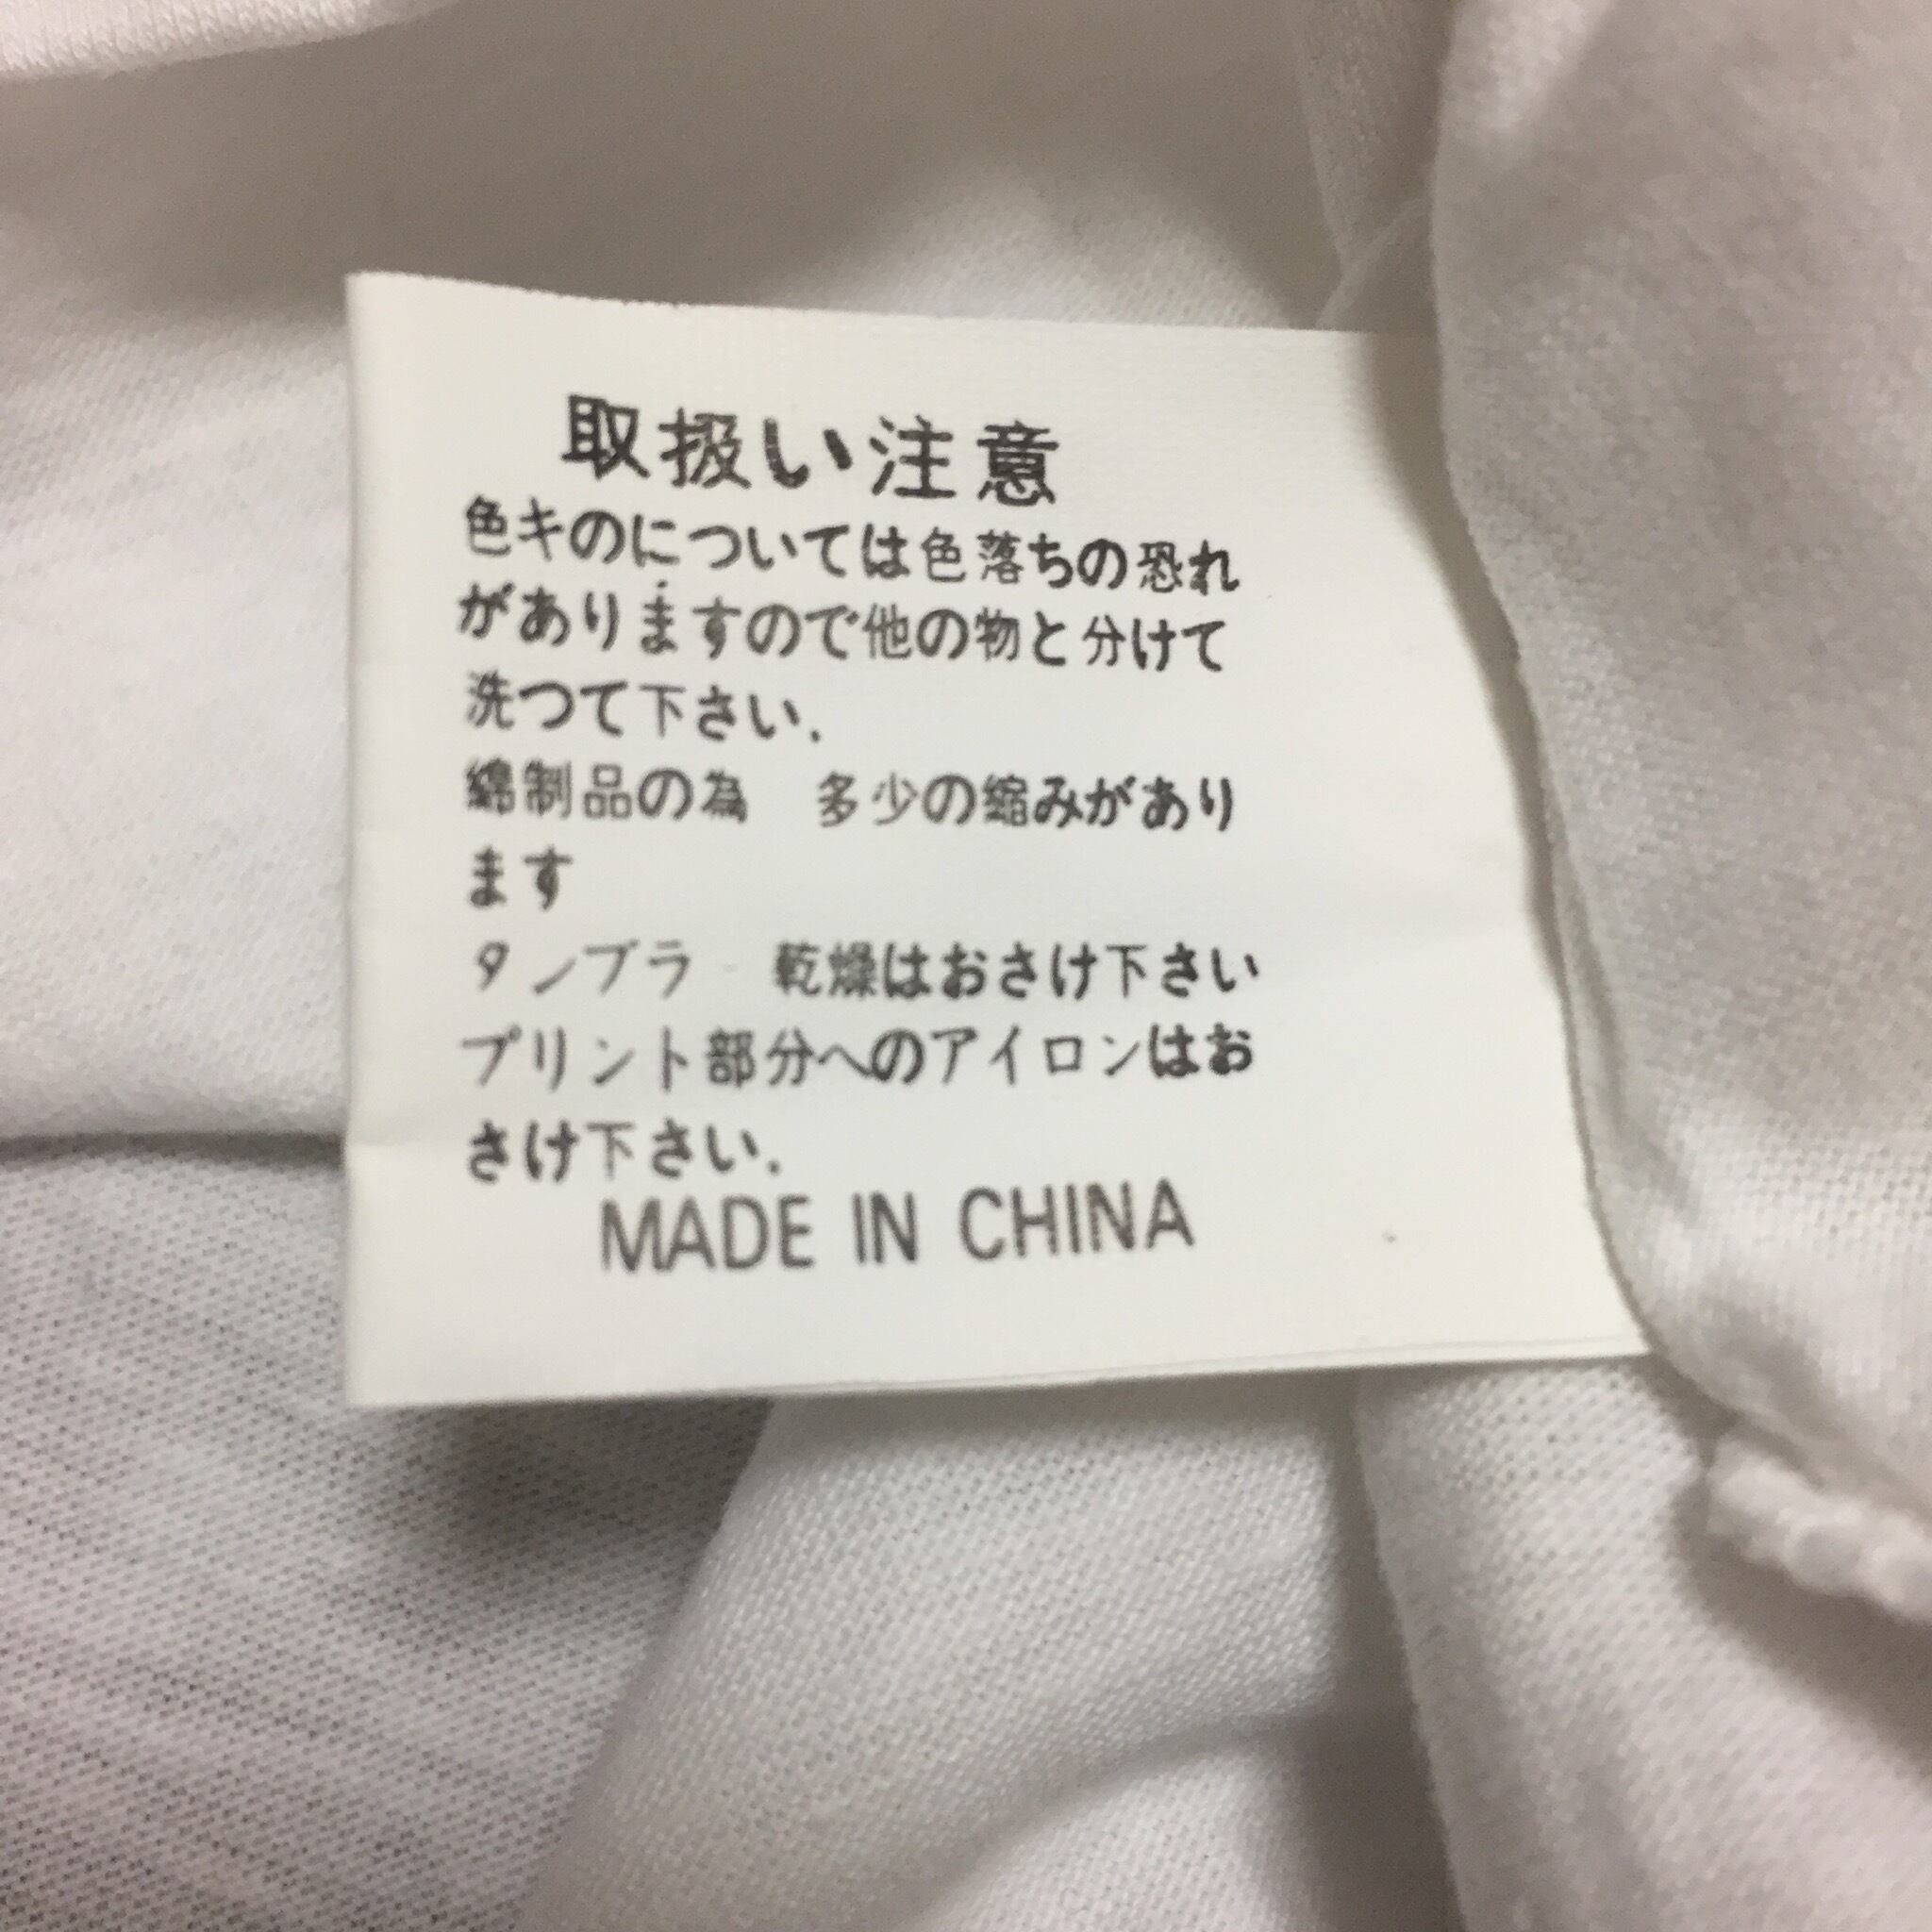 取扱い注意
色キのについては色落ちの恐れ
がありますので他の物と分けて
洗つて下さい.
綿制品の為　多少の縮みがあり
ます
タンブラ　乾燥はおさけ下さい
プリント部分へのアイロンはお
さけ下さい.
MADE IN CHINA